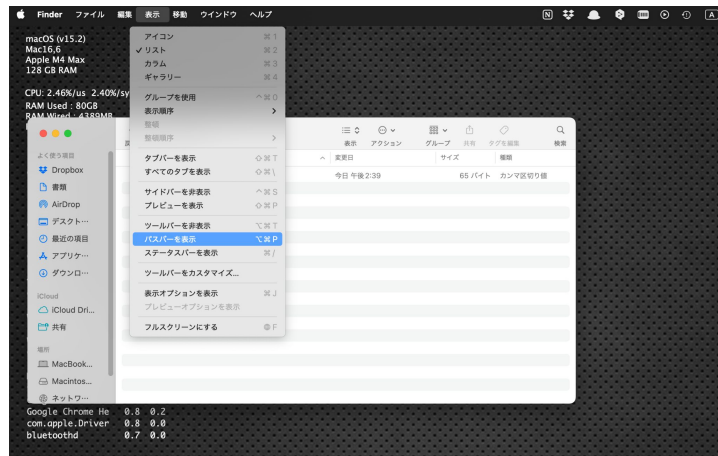 Finder ファイル 編集 表示 移動 ウインドウ ヘルプ
macOS (v15.2)
Mac16,6
Apple M4 Max
128 GB RAM
CPU: 2.46%/us 2.40%/sy
RAM Used : 80GB
RAM Wired : 4389MB
アイコン ⌘1
✓ リスト ⌘2
カラム ⌘3
ギャラリー ⌘4
グループを使用 ^⌘0
表示順序 >
整頓
整頓順序 >
タブバーを表示 ⇧⌘T
すべてのタブを表示 ⇧⌘\
サイドバーを非表示 ^⌘S
プレビューを表示 ⇧⌘P
ツールバーを非表示 ⌥⌘T
パスバーを表示 ⌥⌘P
ステータスバーを表示 ⌘/
ツールバーをカスタマイズ...
表示オプションを表示 ⌘J
プレビューオプションを表示
フルスクリーンにする F
表示 アクション グループ 共有 タグを編集 検索
変更日 サイズ 種類
今日 午後2:39 65 バイト カンマ区切り値
よく使う項目
Dropbox
書類
AirDrop
デスクト…
最近の項目
アプリケ…
ダウンロ…
iCloud
iCloud Dri...
共有
場所
MacBook...
Macintos...
ネットワ…
Google Chrome He 0.8 0.2
com.apple.Driver 0.8 0.0
bluetoothd 0.7 0.0